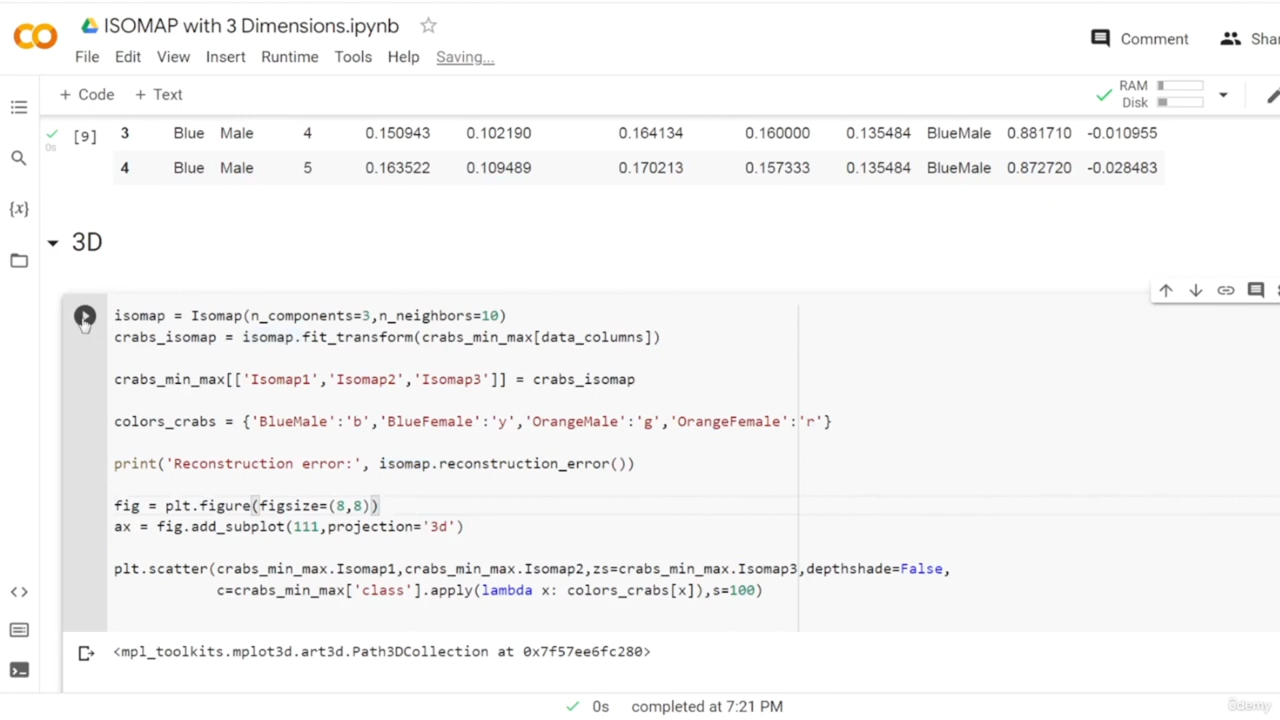 ISOMAP with 3 Dimensions.ipynb
File Edit View Insert Runtime Tools Help Saving...
Comment
+ Code + Text
RAM
Disk
[9]
0s
3 Blue Male 4 0.150943 0.102190 0.164134 0.160000 0.135484 BlueMale 0.881710 -0.010955
4 Blue Male 5 0.163522 0.109489 0.170213 0.157333 0.135484 BlueMale 0.872720 -0.028483
{x}
3D
isomap = Isomap(n_components=3,n_neighbors=10)
crabs_isomap = isomap.fit_transform(crabs_min_max[data_columns])
crabs_min_max[['Isomap1','Isomap2','Isomap3']] = crabs_isomap
colors_crabs = {'BlueMale':'b','BlueFemale':'y','OrangeMale':'g','OrangeFemale':'r'}
print('Reconstruction error:', isomap.reconstruction_error())
fig = plt.figure(figsize=(8,8))
ax = fig.add_subplot(111,projection='3d')
plt.scatter(crabs_min_max.Isomap1,crabs_min_max.Isomap2,zs=crabs_min_max.Isomap3,depthshade=False,
c=crabs_min_max['class'].apply(lambda x: colors_crabs[x]),s=100)
<mpl_toolkits.mplot3d.art3d.Path3DCollection at 0x7f57ee6fc280>
0s completed at 7:21 PM
ûdemy